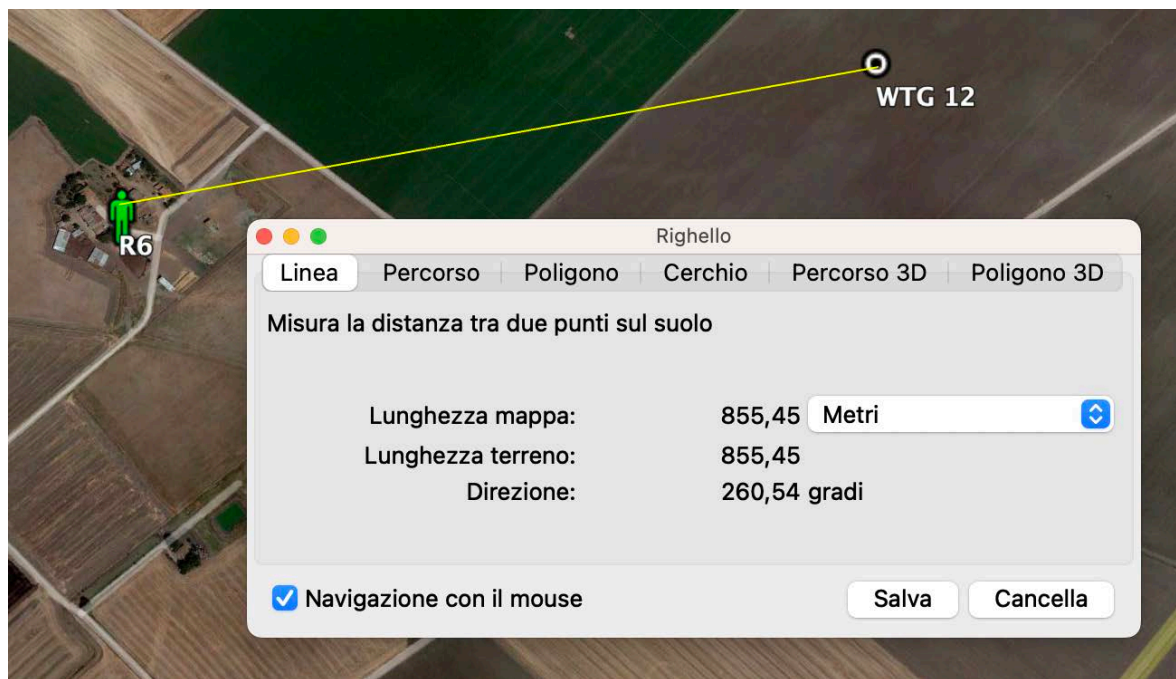 WTG 12
R6
Righello
Linea Percorso Poligono Cerchio Percorso 3D Poligono 3D
Misura la distanza tra due punti sul suolo
Lunghezza mappa: 855,45 Metri
Lunghezza terreno: 855,45
Direzione: 260,54 gradi
Navigazione con il mouse Salva Cancella